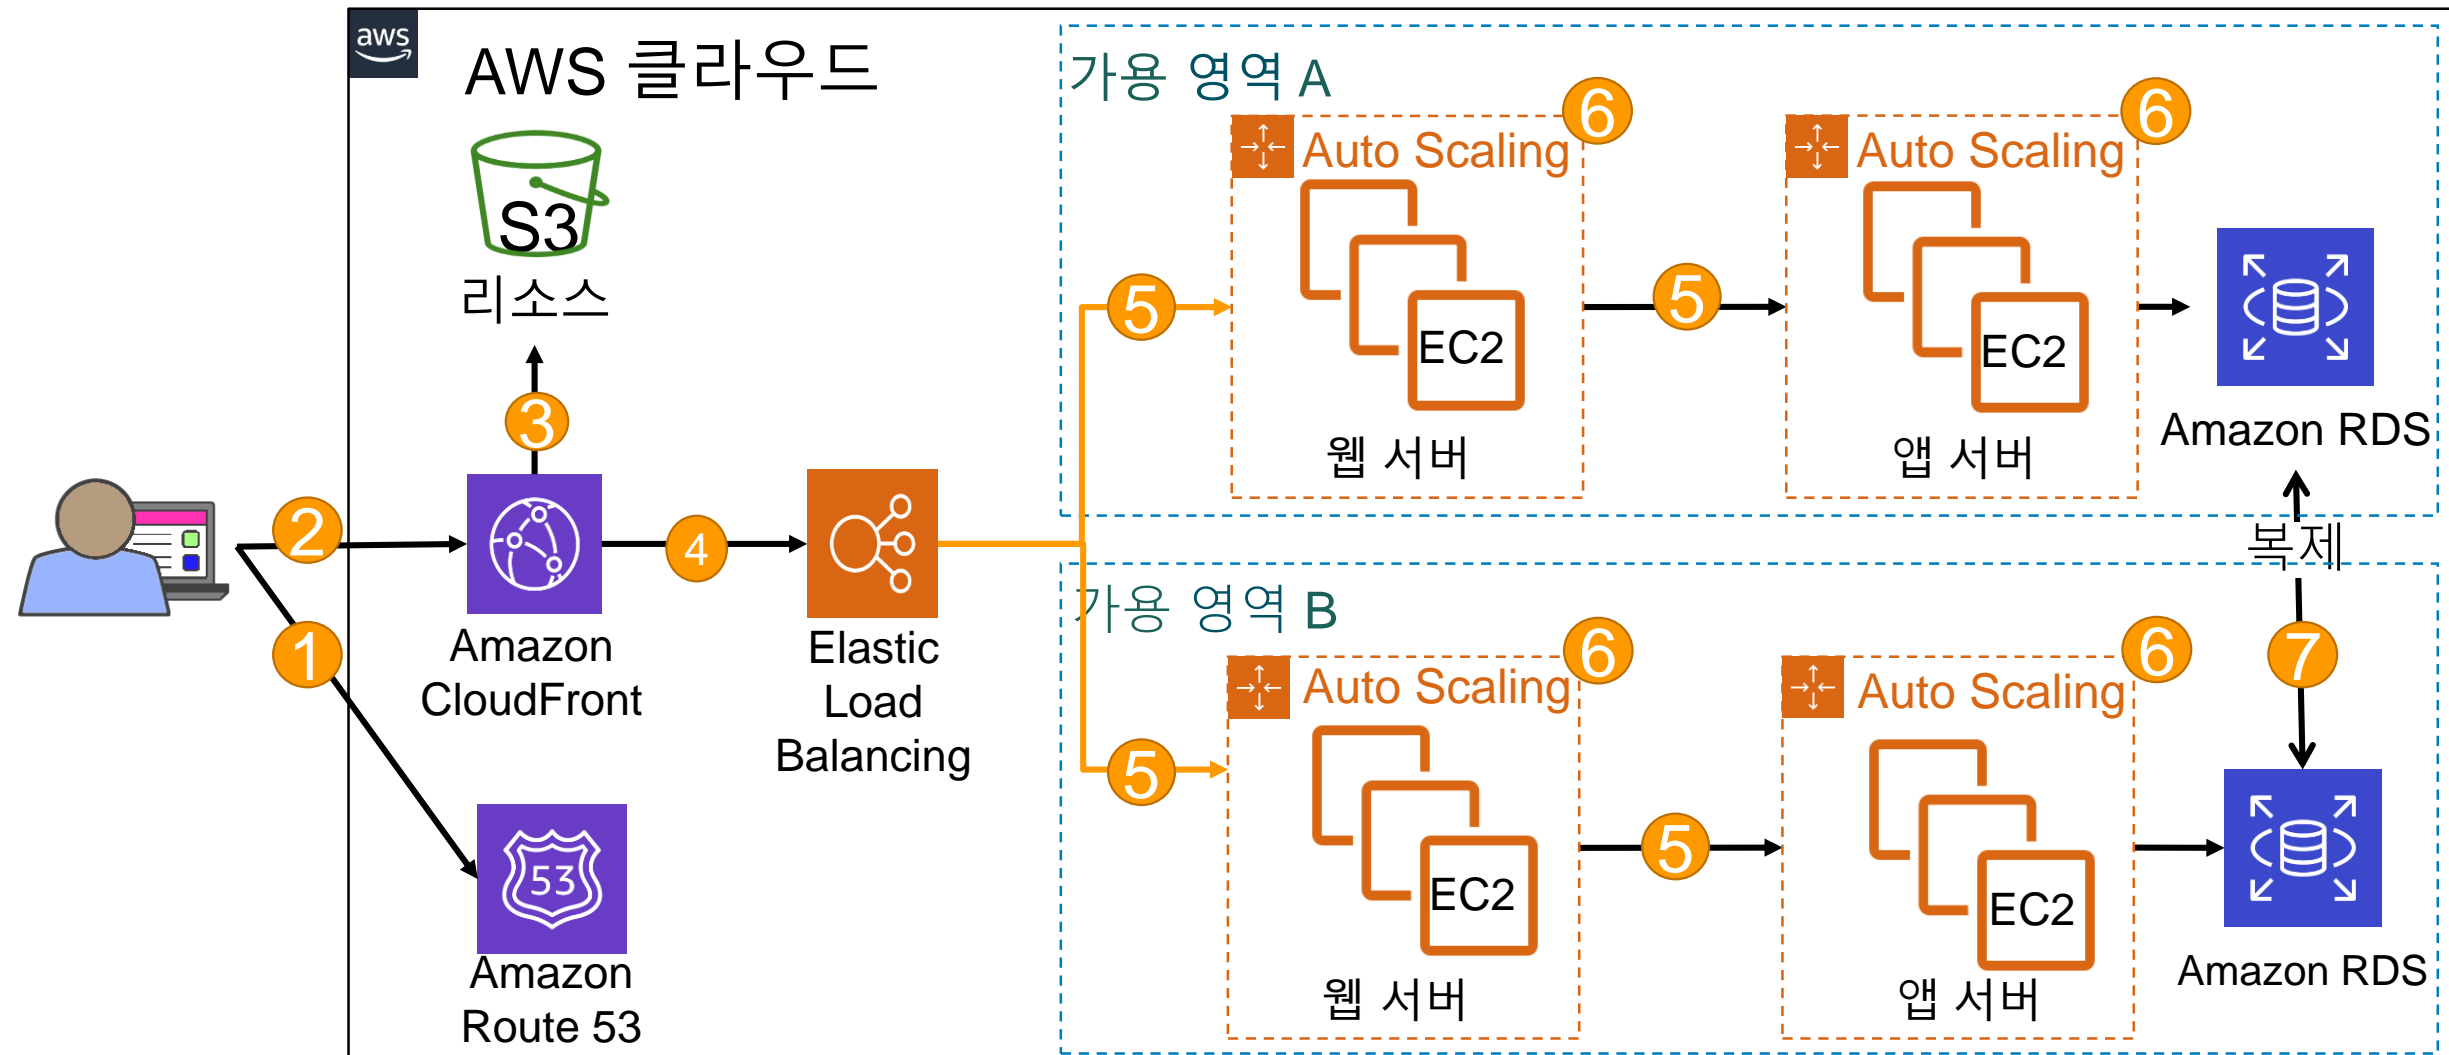 aws
AWS 클라우드
S3
리소스
3
2
1
4
Amazon
CloudFront
Elastic
Load
Balancing
53
Amazon
Route 53
가용 영역 A
6
Auto Scaling
5
EC2
웹 서버
5
6
Auto Scaling
EC2
앱 서버
Amazon RDS
복제
7
가용 영역 B
6
Auto Scaling
5
EC2
웹 서버
5
6
Auto Scaling
EC2
앱 서버
Amazon RDS